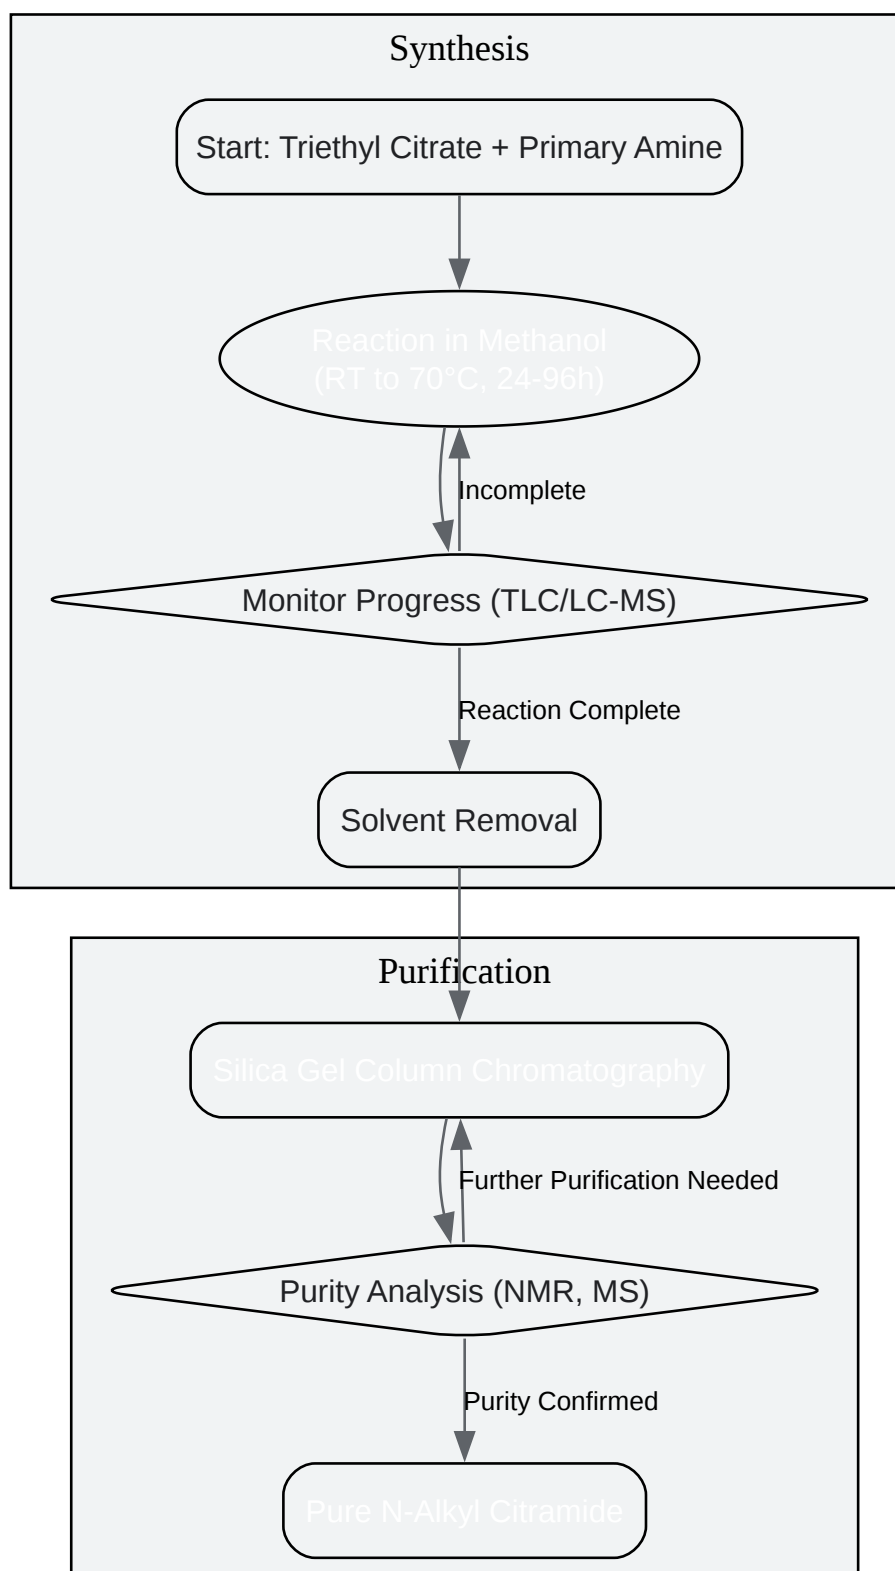 Synthesis
Start: Triethyl Citrate + Primary Amine
Reaction in Methanol
(RT to 70°C, 24-96h)
Incomplete
Monitor Progress (TLC/LC-MS)
Reaction Complete
Solvent Removal
Purification
Silica Gel Column Chromatography
Further Purification Needed
Purity Analysis (NMR, MS)
Purity Confirmed
Pure N-Alkyl Citramide